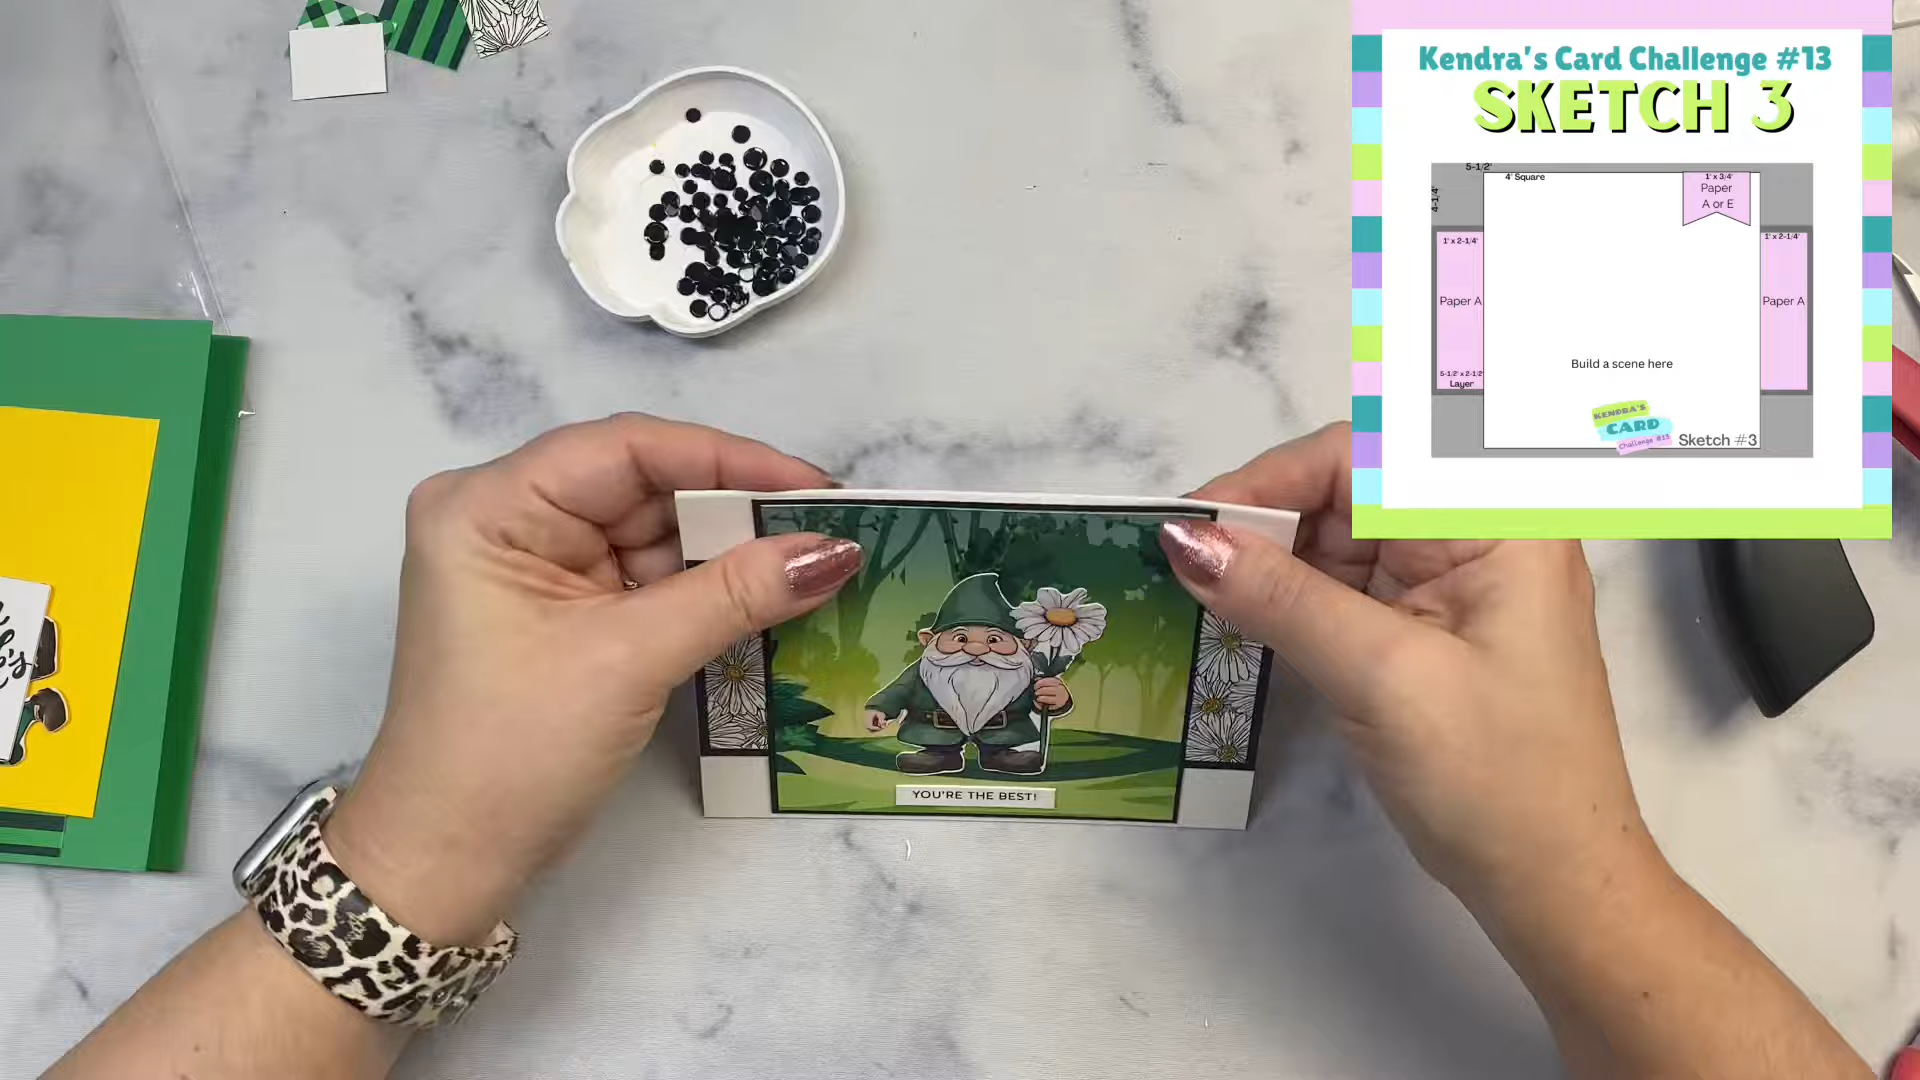 Kendra's Card Challenge #13
SKETCH 3
5-1/2'
4-1/4'
4' Square
1' x 3/4'
Paper
A or E
1' x 2-1/4'
1' x 2-1/4'
Paper A
Paper A
Build a scene here
5-1/2' x 2-1/2'
Layer
KENDRA'S
CARD
Challenge #13
Sketch #3
YOU'RE THE BEST!